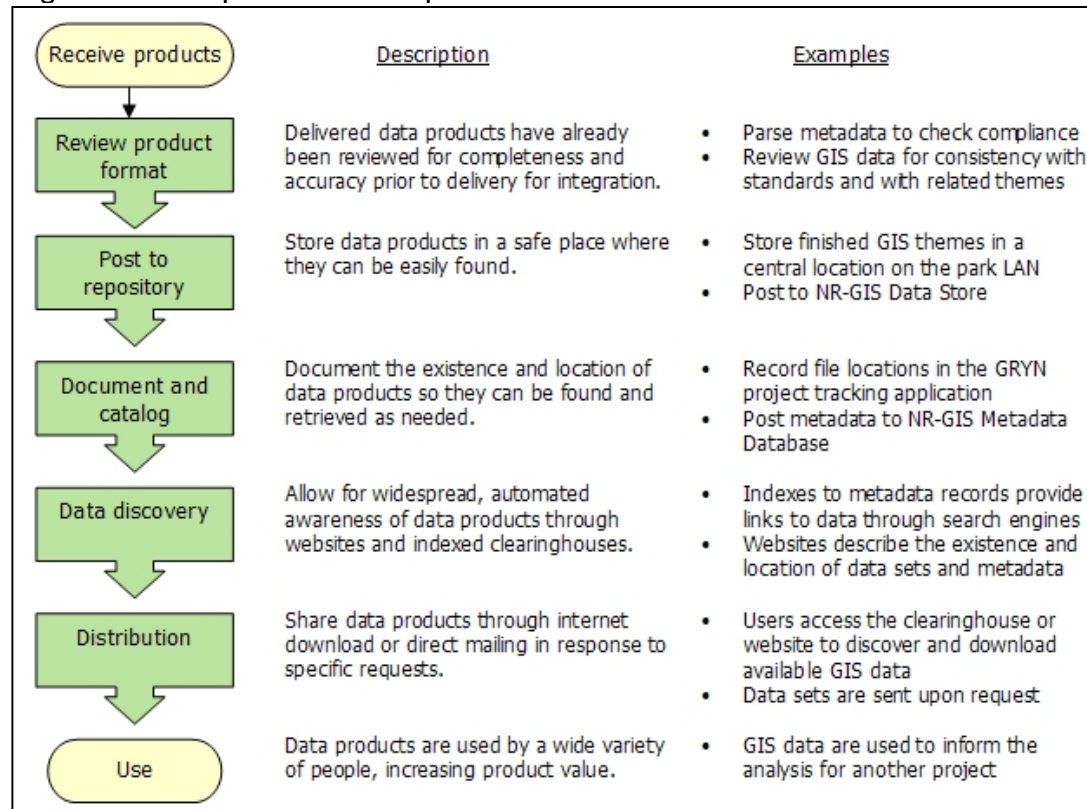 Receive products
Description
Examples
Review product
format
Delivered data products have already
been reviewed for completeness and
accuracy prior to delivery for integration.
• Parse metadata to check compliance
• Review GIS data for consistency with
standards and with related themes
Post to
repository
Store data products in a safe place where
they can be easily found.
• Store finished GIS themes in a
central location on the park LAN
• Post to NR-GIS Data Store
Document and
catalog
Document the existence and location of
data products so they can be found and
retrieved as needed.
• Record file locations in the GRYN
project tracking application
• Post metadata to NR-GIS Metadata
Database
Data discovery
Allow for widespread, automated
awareness of data products through
websites and indexed clearinghouses.
• Indexes to metadata records provide
links to data through search engines
• Websites describe the existence and
location of data sets and metadata
Distribution
Share data products through internet
download or direct mailing in response to
specific requests.
• Users access the clearinghouse or
website to discover and download
available GIS data
• Data sets are sent upon request
Use
Data products are used by a wide variety
of people, increasing product value.
• GIS data are used to inform the
analysis for another project